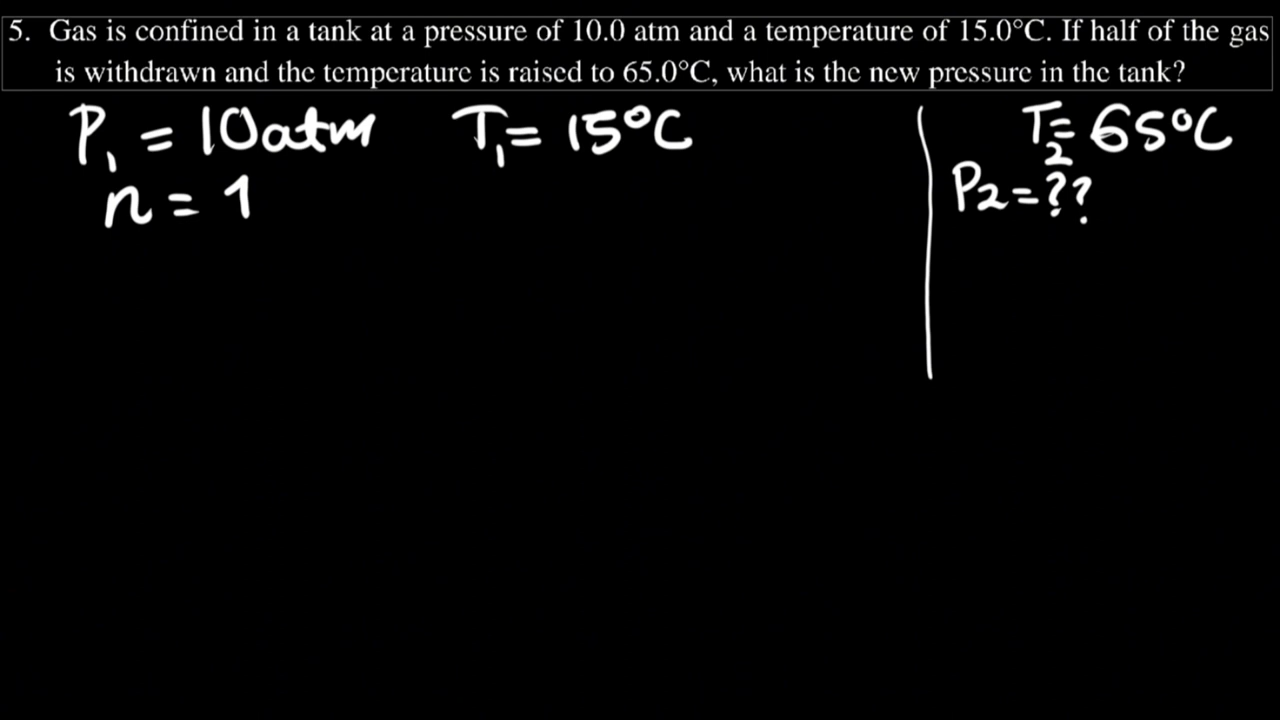 5. Gas is confined in a tank at a pressure of 10.0 atm and a temperature of 15.0°C. If half of the gas
is withdrawn and the temperature is raised to 65.0°C, what is the new pressure in the tank?
P₁ = 10atm T₁= 15°C T₂= 65°C
n = 1 P₂=??